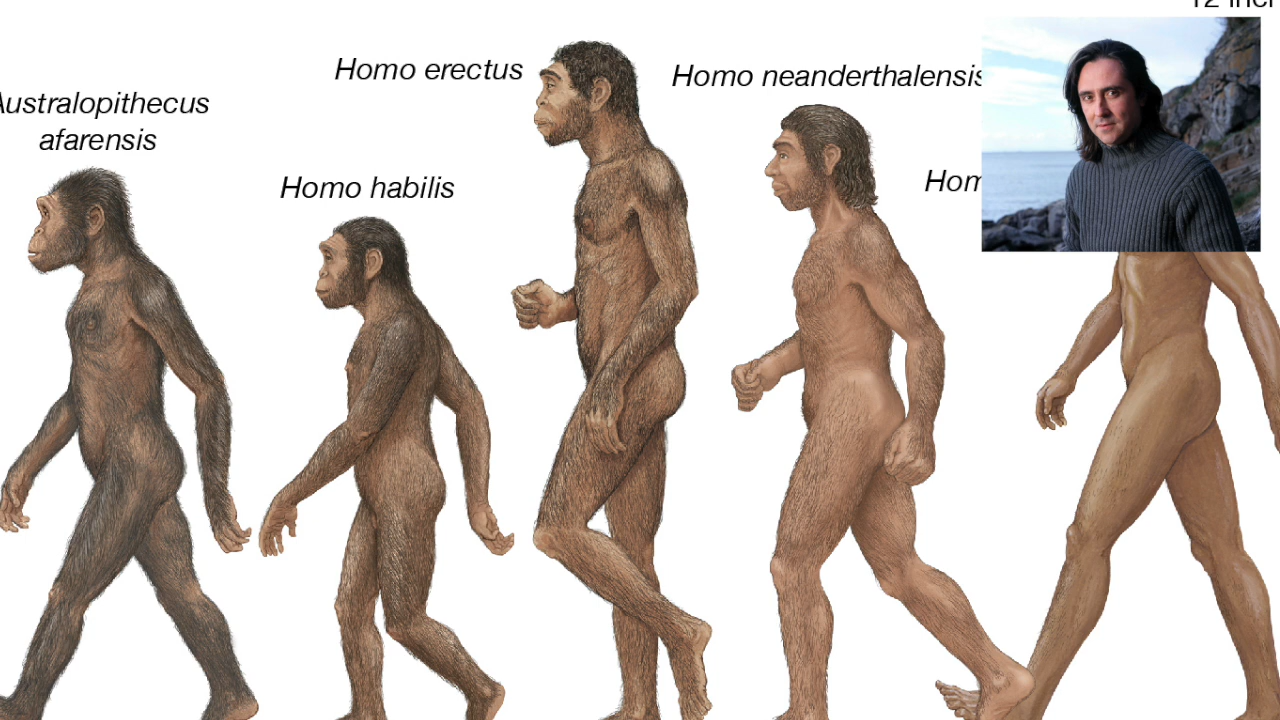 Homo erectus
Homo neanderthalensis
Australopithecus
afarensis
Homo habilis